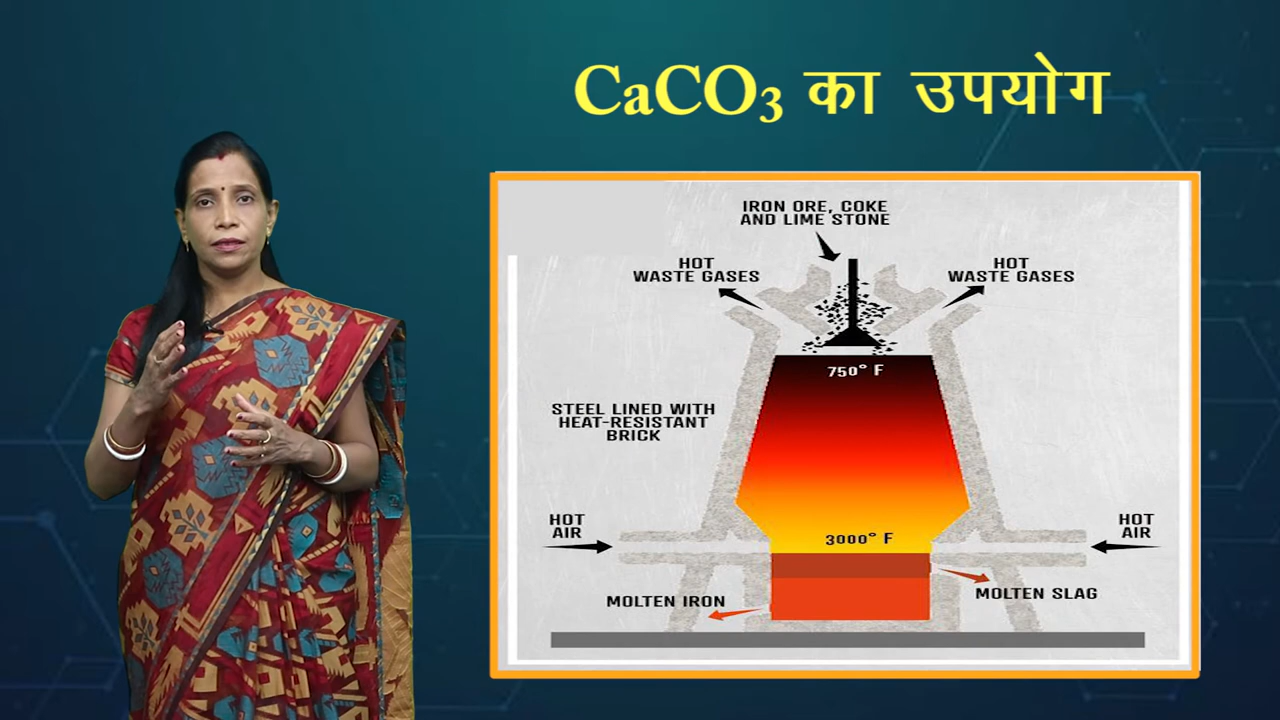 CaCO₃ का उपयोग
IRON ORE, COKE
AND LIME STONE
HOT
WASTE GASES
HOT
WASTE GASES
750° F
STEEL LINED WITH
HEAT-RESISTANT
BRICK
HOT
AIR
HOT
AIR
3000° F
MOLTEN IRON
MOLTEN SLAG